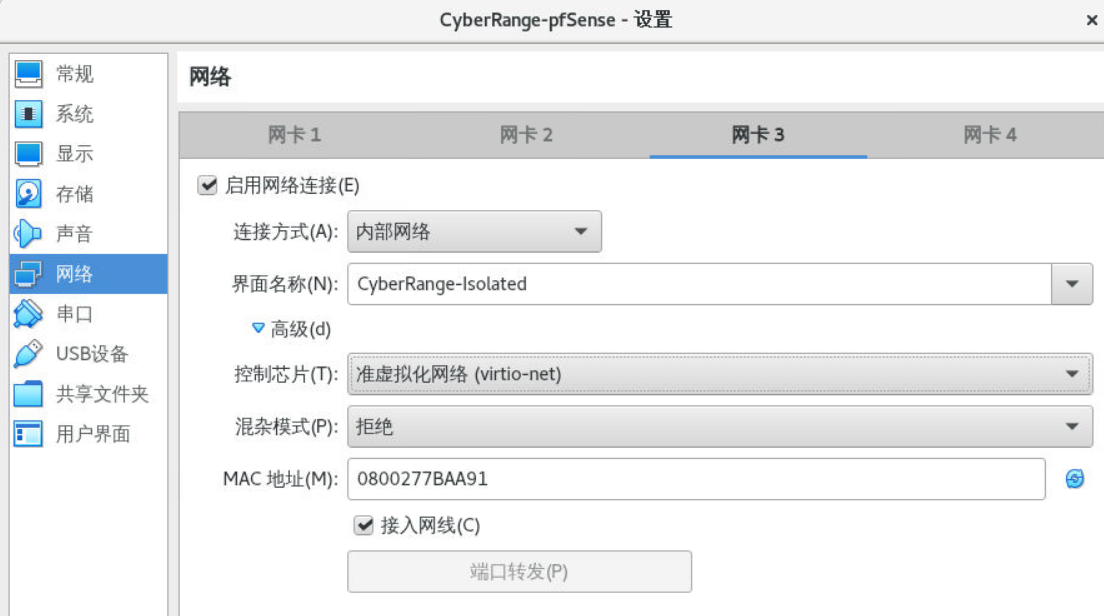 CyberRange-pfSense - 设置
常规
系统
显示
存储
声音
网络
串口
USB设备
共享文件夹
用户界面
网络
网卡 1 网卡 2 网卡 3 网卡 4
启用网络连接(E)
连接方式(A): 内部网络
界面名称(N): CyberRange-Isolated
高级(d)
控制芯片(T): 准虚拟化网络 (virtio-net)
混杂模式(P): 拒绝
MAC 地址(M): 0800277BAA91
接入网线(C)
端口转发(P)